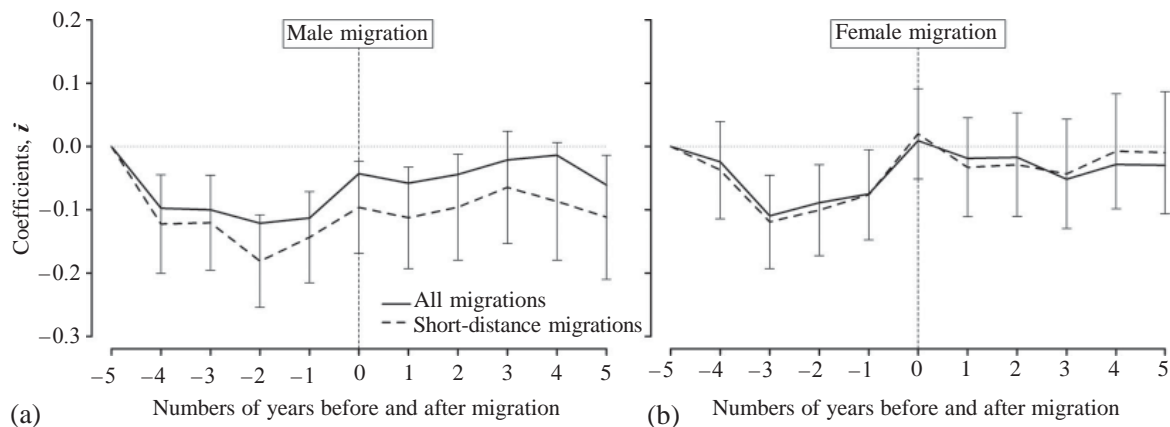 Male migration
Female migration
0.2
0.1
0.0
−0.1
−0.2
−0.3
Coefficients, i
All migrations
Short-distance migrations
−5 −4 −3 −2 −1 0 1 2 3 4 5
−5 −4 −3 −2 −1 0 1 2 3 4 5
(a) Numbers of years before and after migration
(b) Numbers of years before and after migration